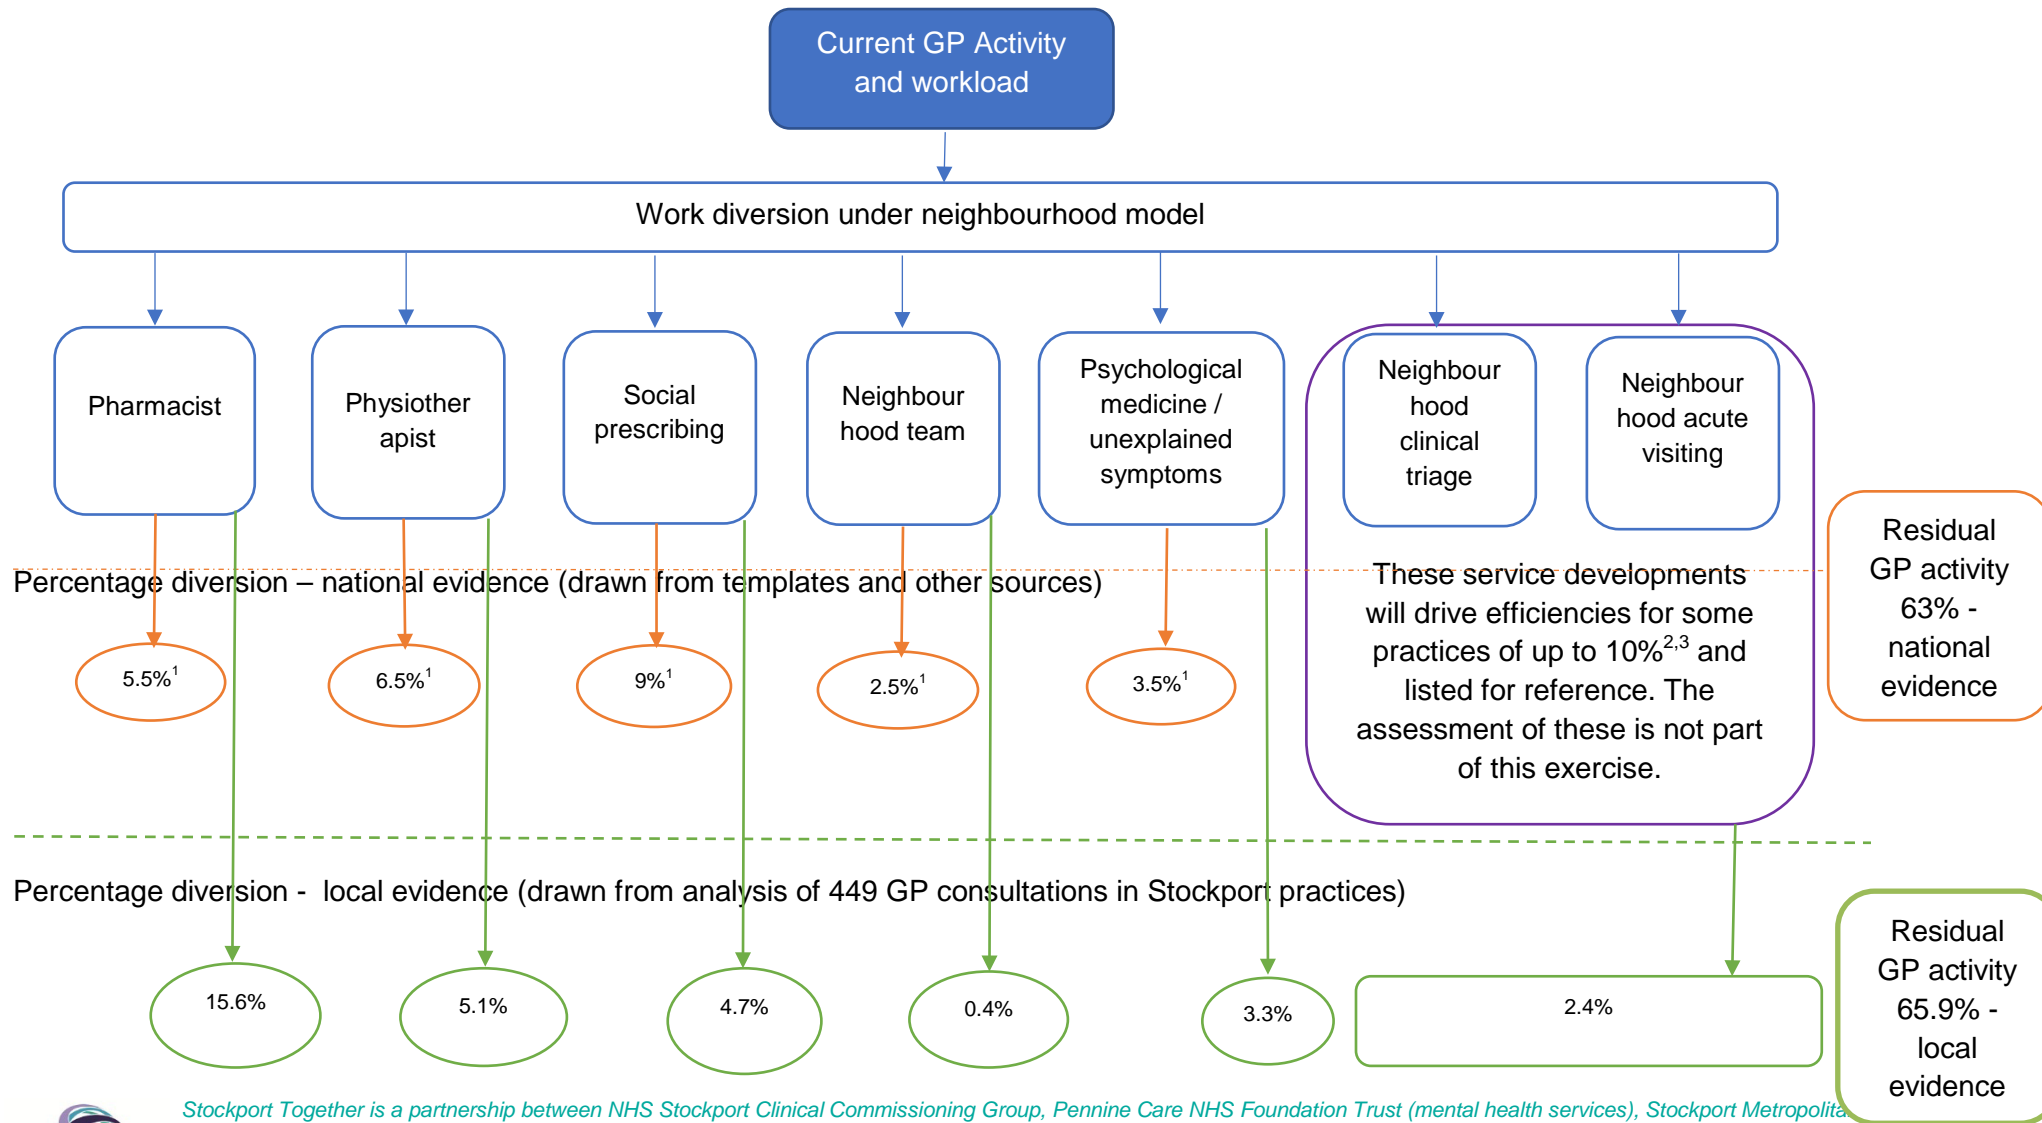 Current GP Activity
and workload
Work diversion under neighbourhood model
Pharmacist
Physiother
apist
Social
prescribing
Neighbour
hood team
Psychological
medicine /
unexplained
symptoms
Neighbour
hood
clinical
triage
Neighbour
hood acute
visiting
Percentage diversion – national evidence (drawn from templates and other sources)
These service developments
will drive efficiencies for some
practices of up to 10%2,3 and
listed for reference. The
assessment of these is not part
of this exercise.
Residual
GP activity
63% -
national
evidence
5.5%1
6.5%1
9%1
2.5%1
3.5%1
Percentage diversion - local evidence (drawn from analysis of 449 GP consultations in Stockport practices)
15.6%
5.1%
4.7%
0.4%
3.3%
2.4%
Residual
GP activity
65.9% -
local
evidence
Stockport Together is a partnership between NHS Stockport Clinical Commissioning Group, Pennine Care NHS Foundation Trust (mental health services), Stockport